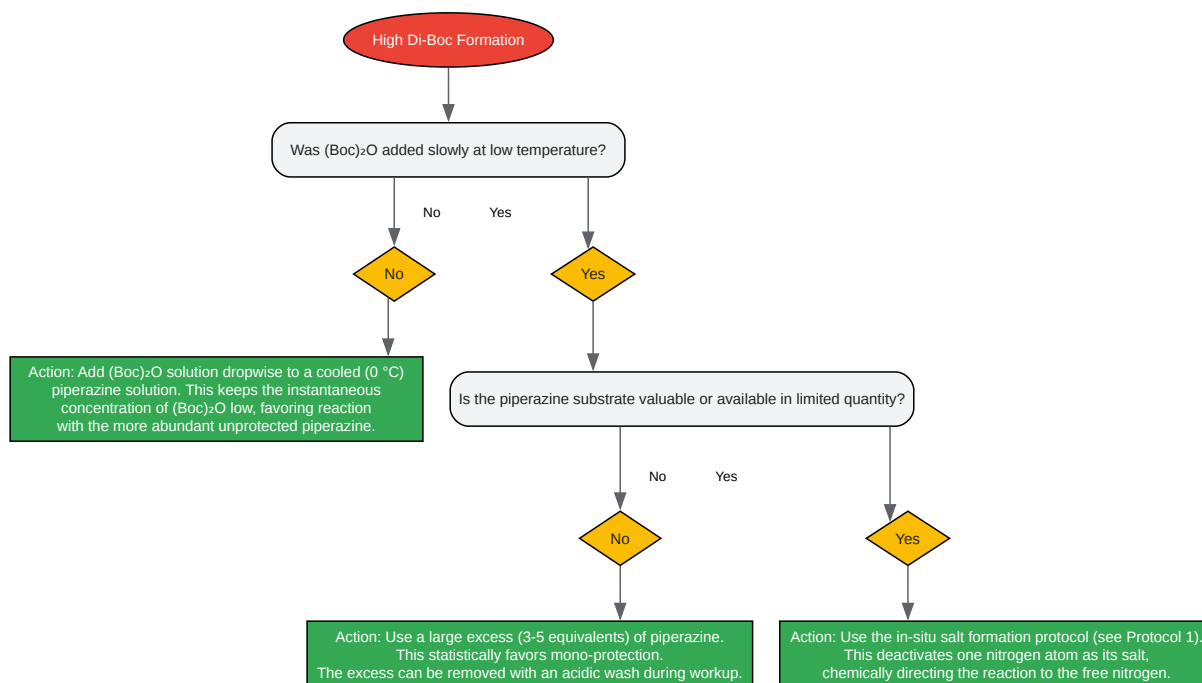 High Di-Boc Formation
Was (Boc)₂O added slowly at low temperature?
No
Yes
No
Yes
Action: Add (Boc)₂O solution dropwise to a cooled (0 °C)
piperazine solution. This keeps the instantaneous
concentration of (Boc)₂O low, favoring reaction
with the more abundant unprotected piperazine.
Is the piperazine substrate valuable or available in limited quantity?
No
Yes
No
Yes
Action: Use a large excess (3-5 equivalents) of piperazine.
This statistically favors mono-protection.
The excess can be removed with an acidic wash during workup.
Action: Use the in-situ salt formation protocol (see Protocol 1).
This deactivates one nitrogen atom as its salt,
chemically directing the reaction to the free nitrogen.